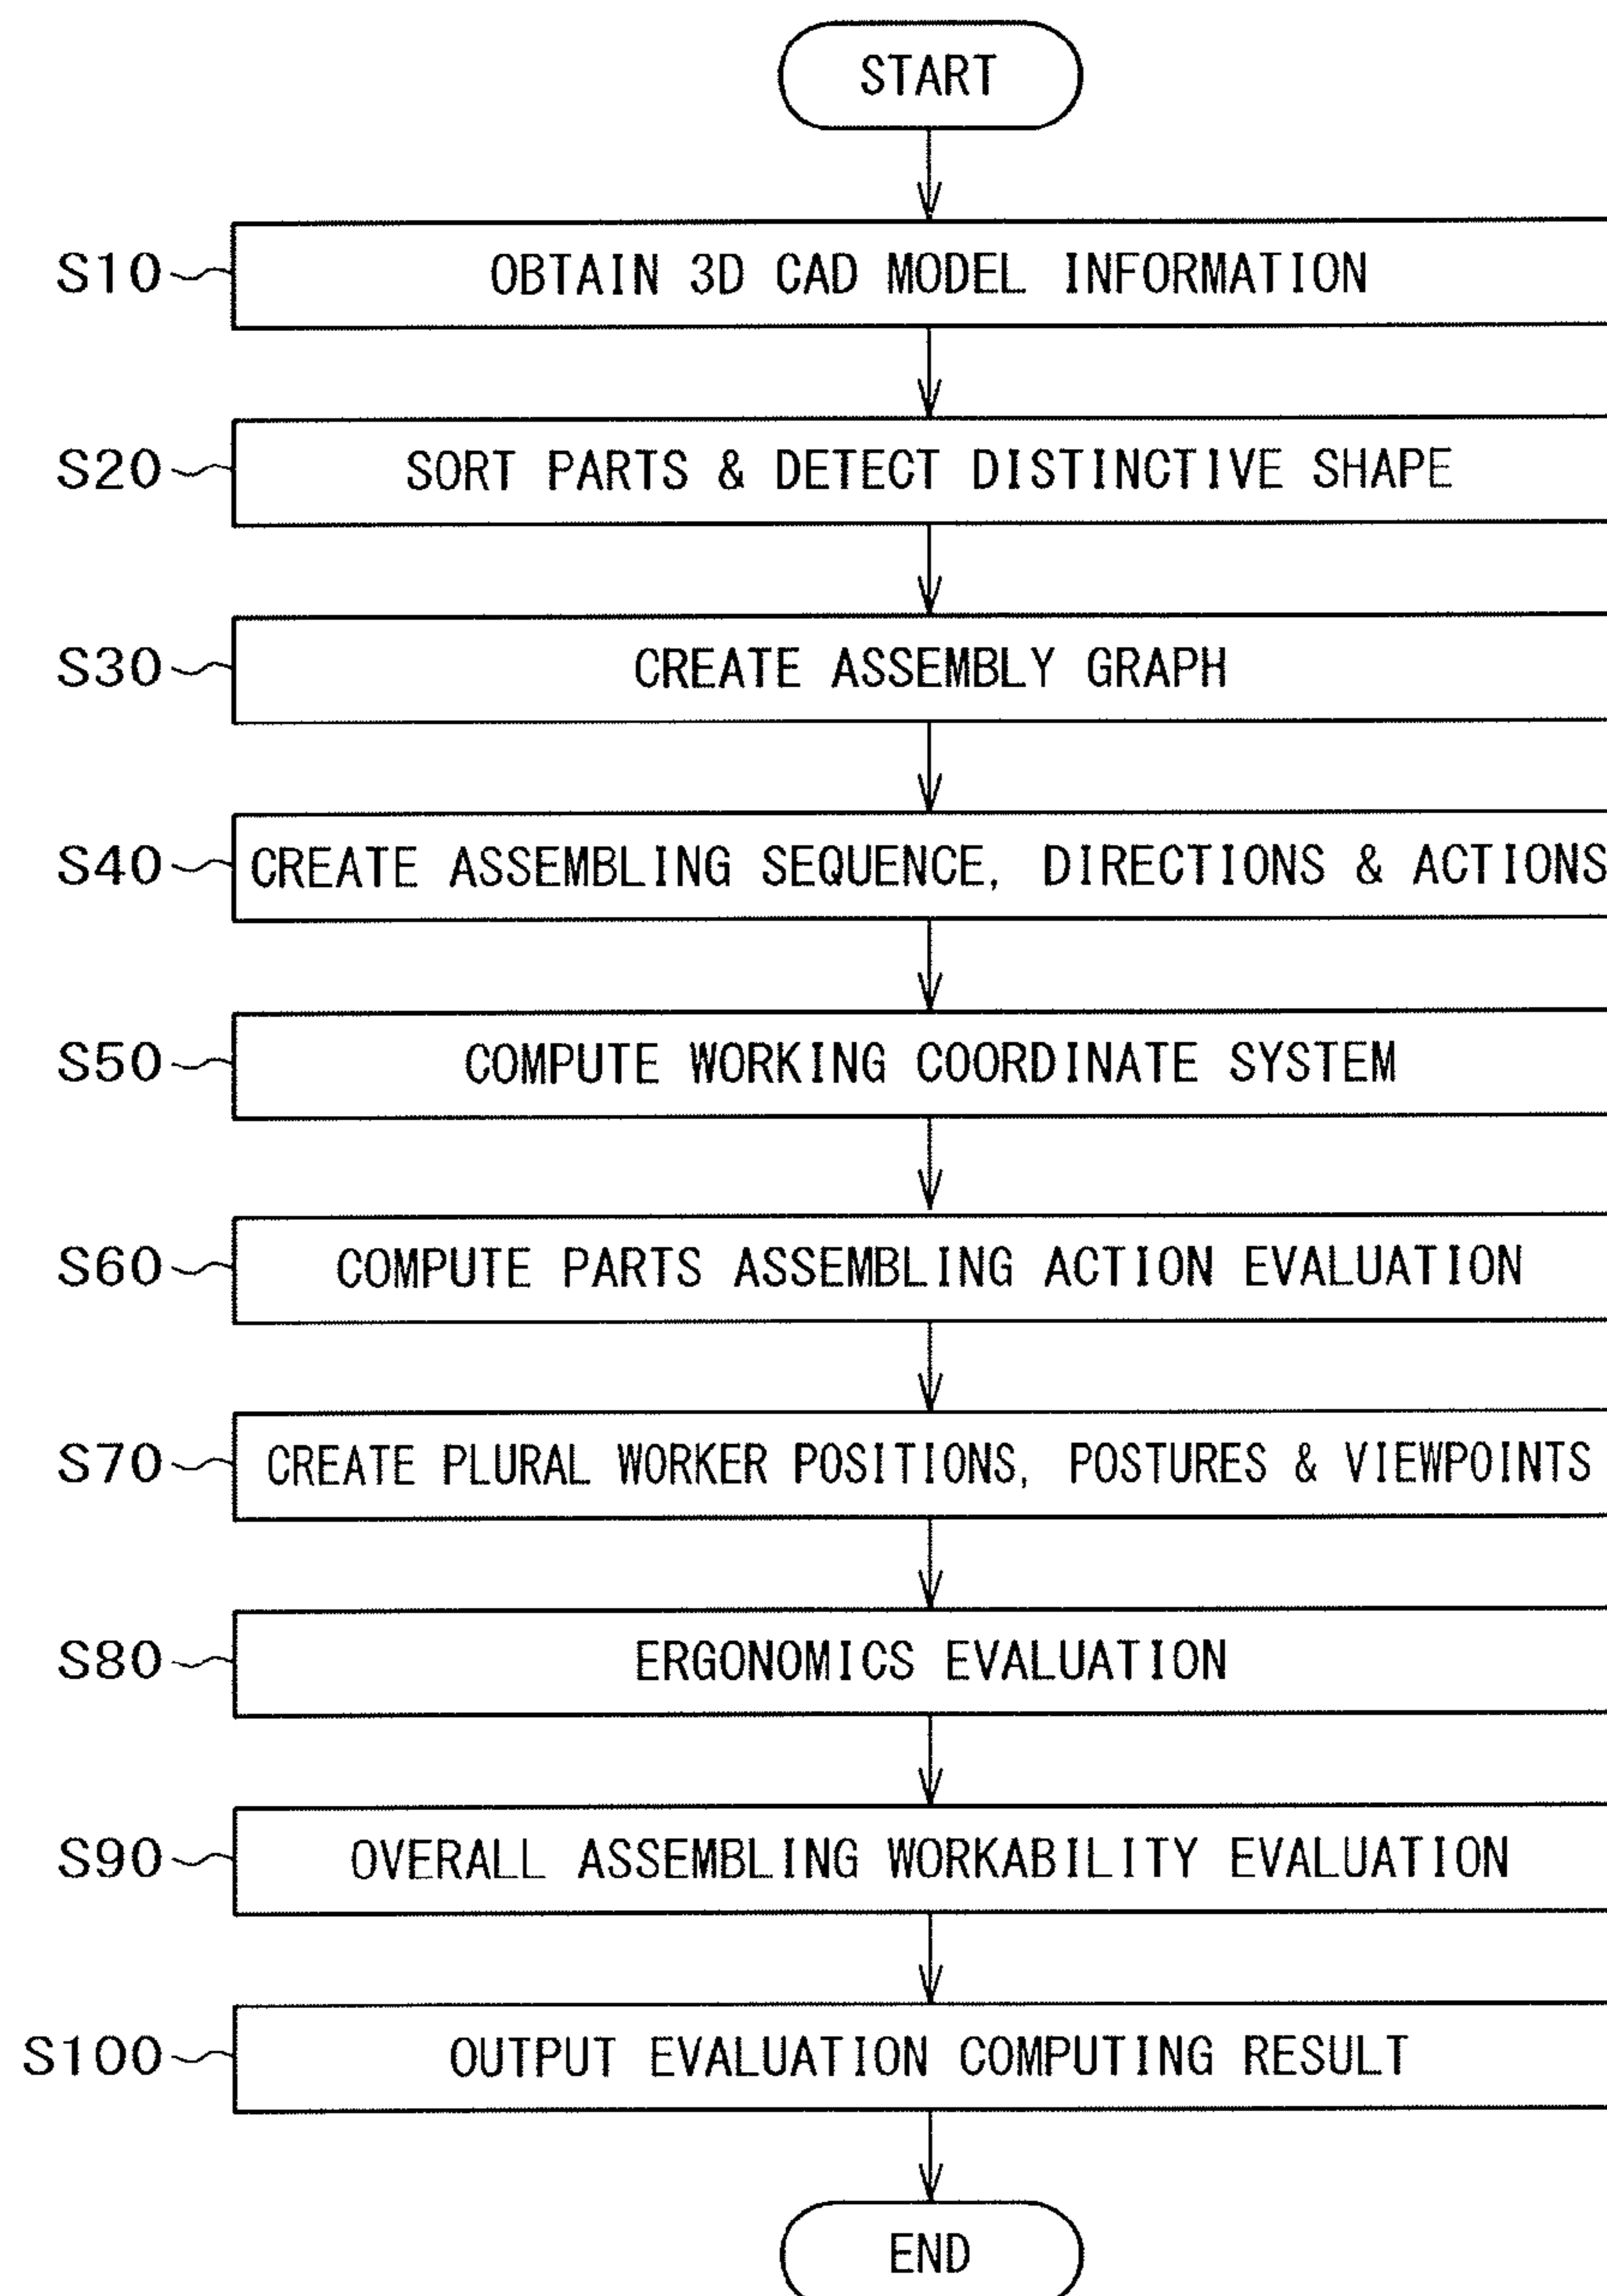 START
S10 OBTAIN 3D CAD MODEL INFORMATION
S20 SORT PARTS & DETECT DISTINCTIVE SHAPE
S30 CREATE ASSEMBLY GRAPH
S40 CREATE ASSEMBLING SEQUENCE, DIRECTIONS & ACTIONS
S50 COMPUTE WORKING COORDINATE SYSTEM
S60 COMPUTE PARTS ASSEMBLING ACTION EVALUATION
S70 CREATE PLURAL WORKER POSITIONS, POSTURES & VIEWPOINTS
S80 ERGONOMICS EVALUATION
S90 OVERALL ASSEMBLING WORKABILITY EVALUATION
S100 OUTPUT EVALUATION COMPUTING RESULT
END